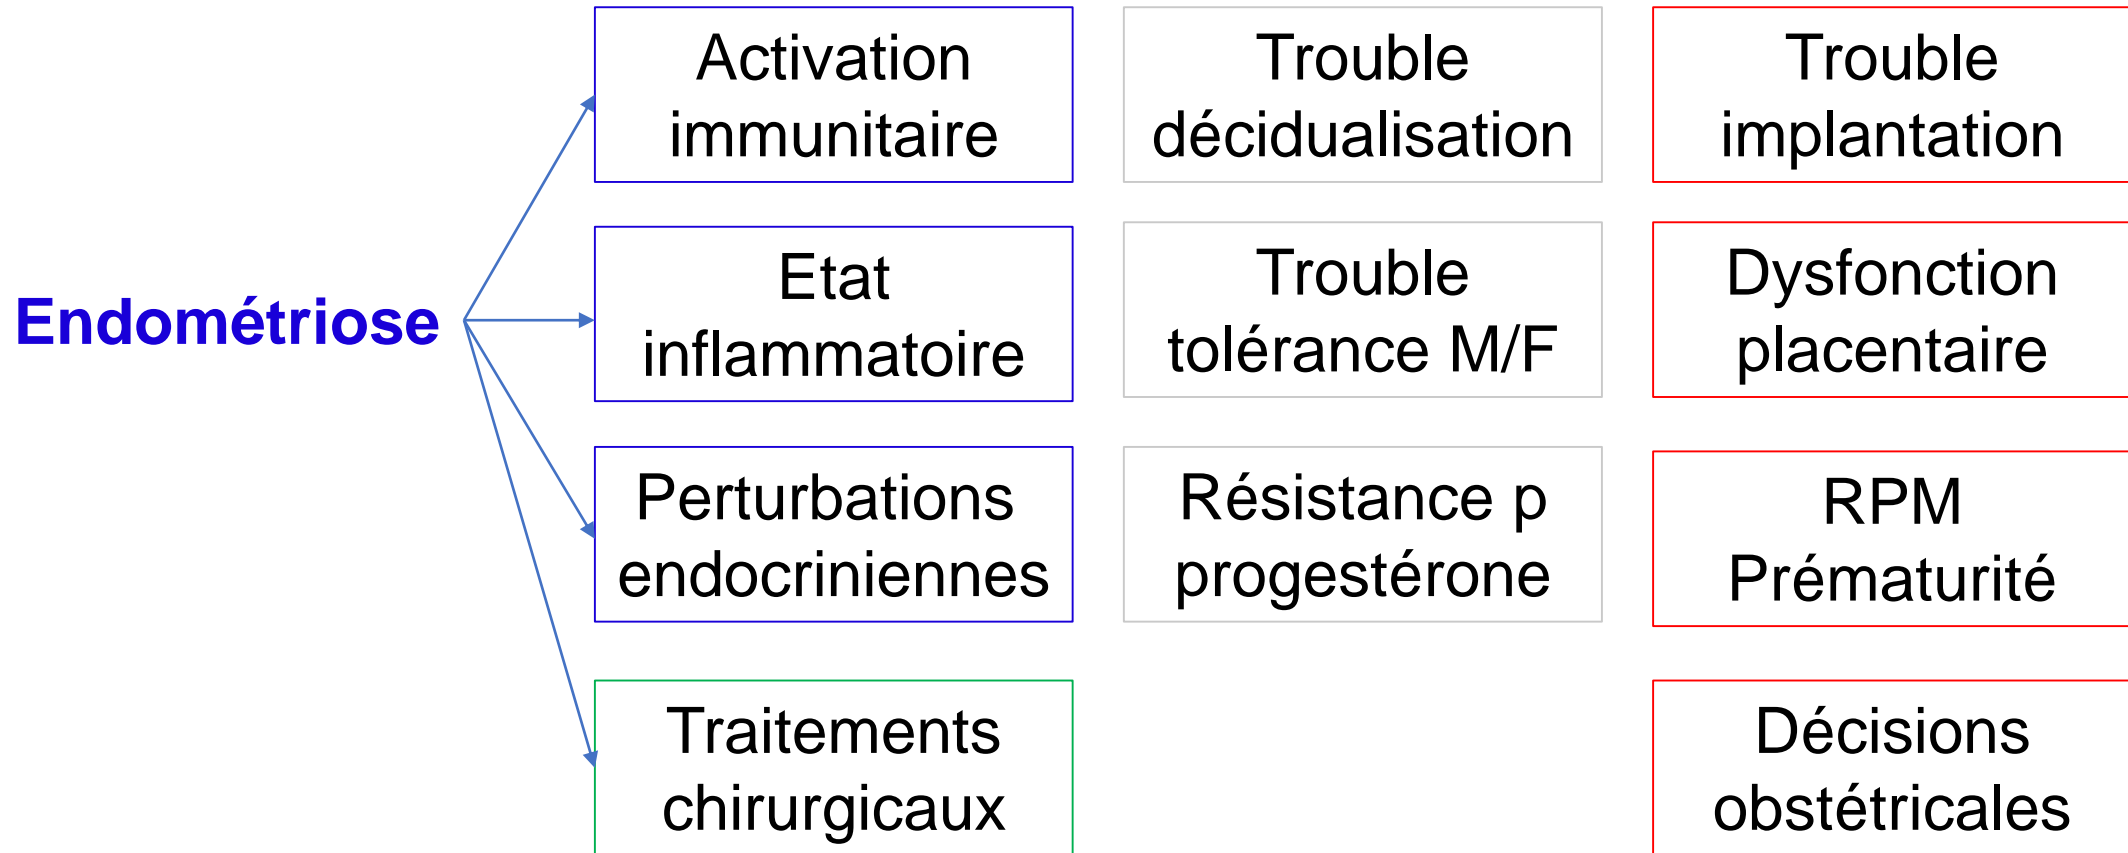 Endométriose
Activation
immunitaire
Etat
inflammatoire
Perturbations
endocriniennes
Traitements
chirurgicaux
Trouble
décidualisation
Trouble
tolérance M/F
Résistance p
progestérone
Trouble
implantation
Dysfonction
placentaire
RPM
Prématurité
Décisions
obstétricales